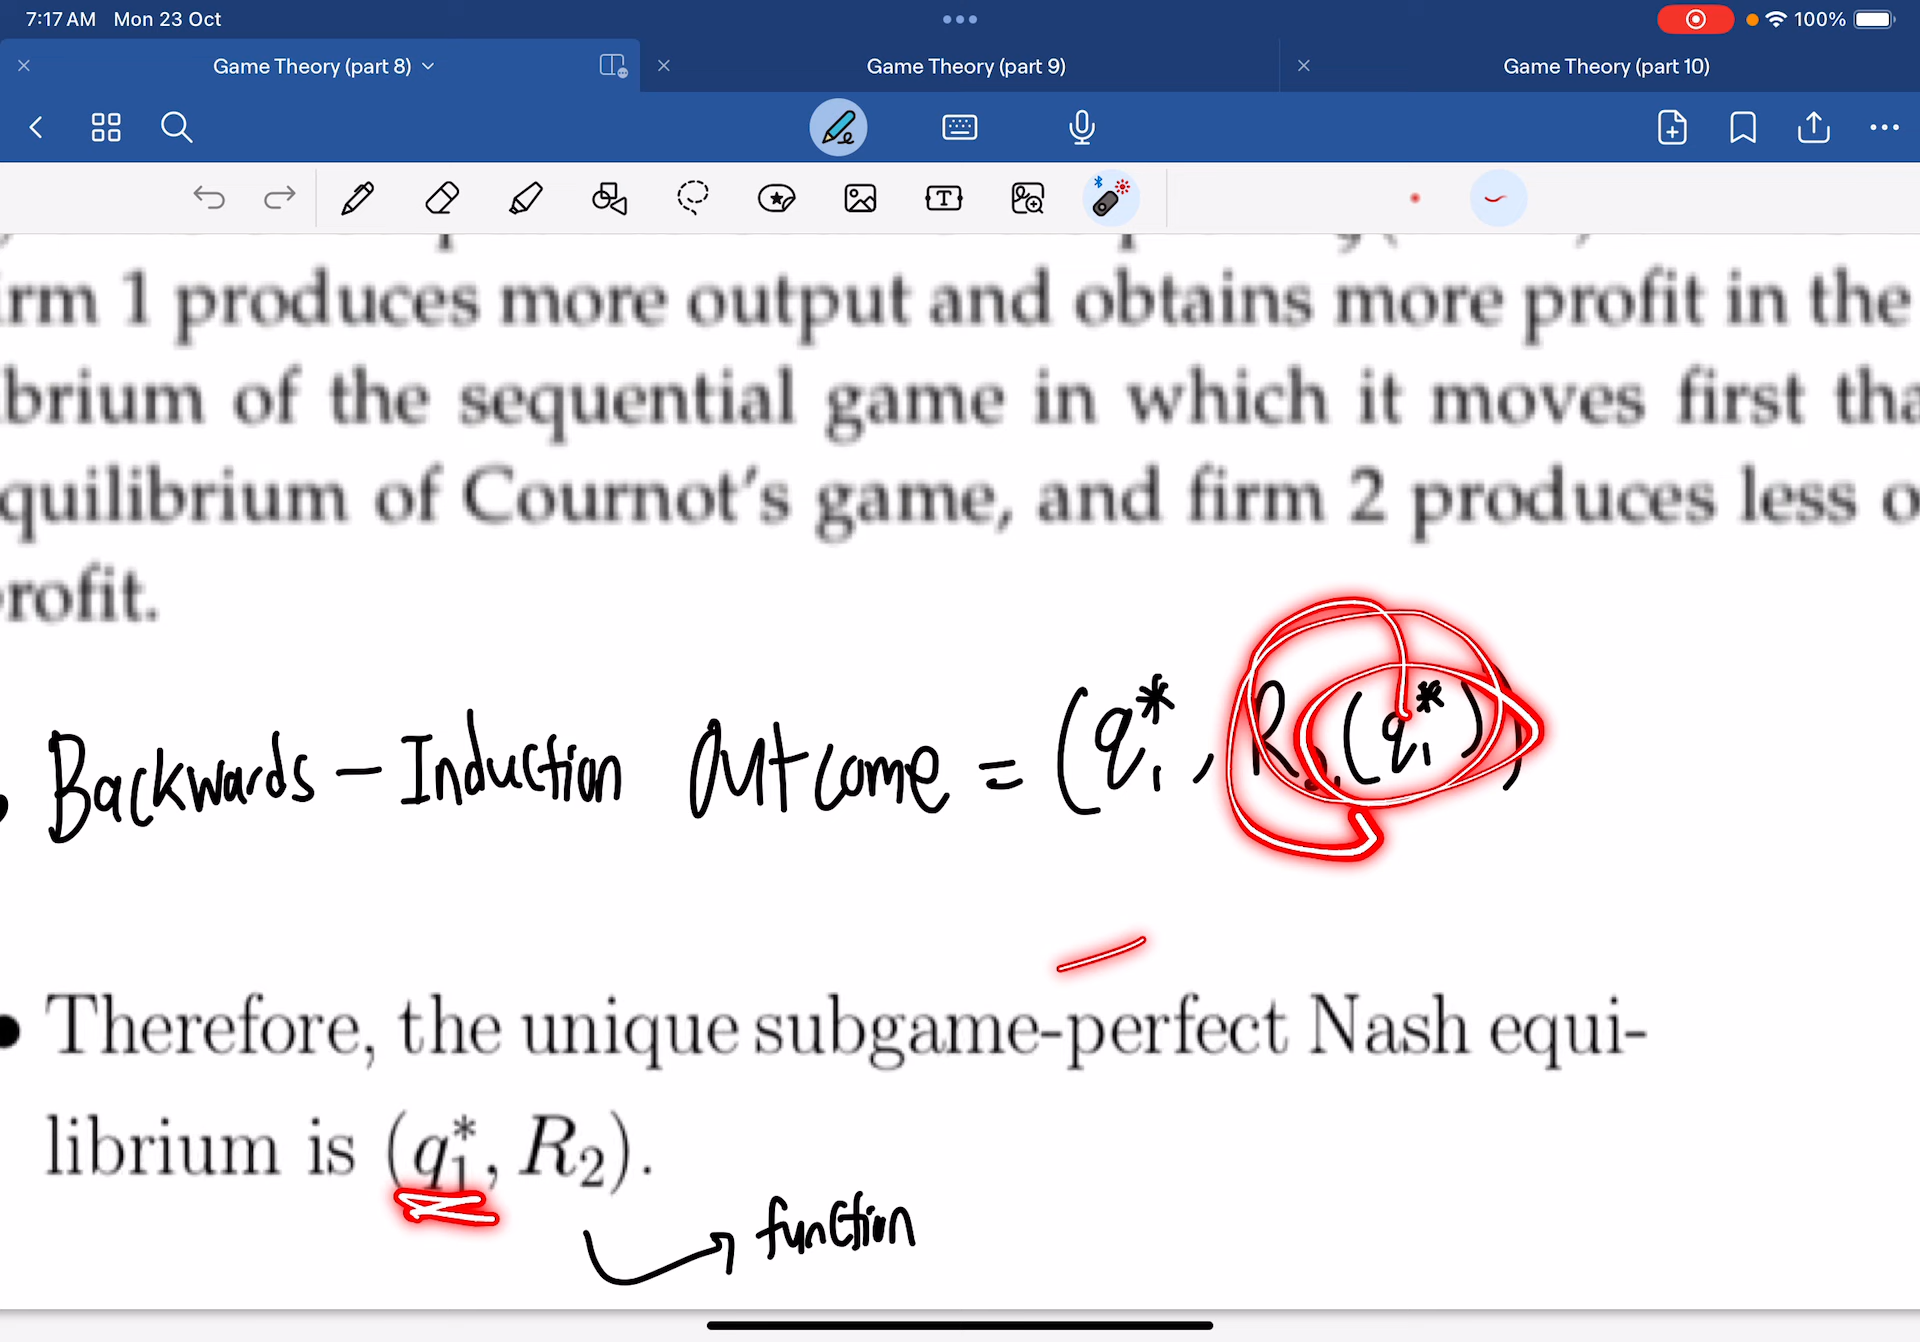 7:17 AM Mon 23 Oct 100%
Game Theory (part 8) Game Theory (part 9) Game Theory (part 10)
rm 1 produces more output and obtains more profit in the
brium of the sequential game in which it moves first tha
quilibrium of Cournot's game, and firm 2 produces less o
rofit.
Backwards - Induction Outcome = (q₁*, R₂(q₁*))
• Therefore, the unique subgame-perfect Nash equi-
librium is (q₁*, R₂).
function